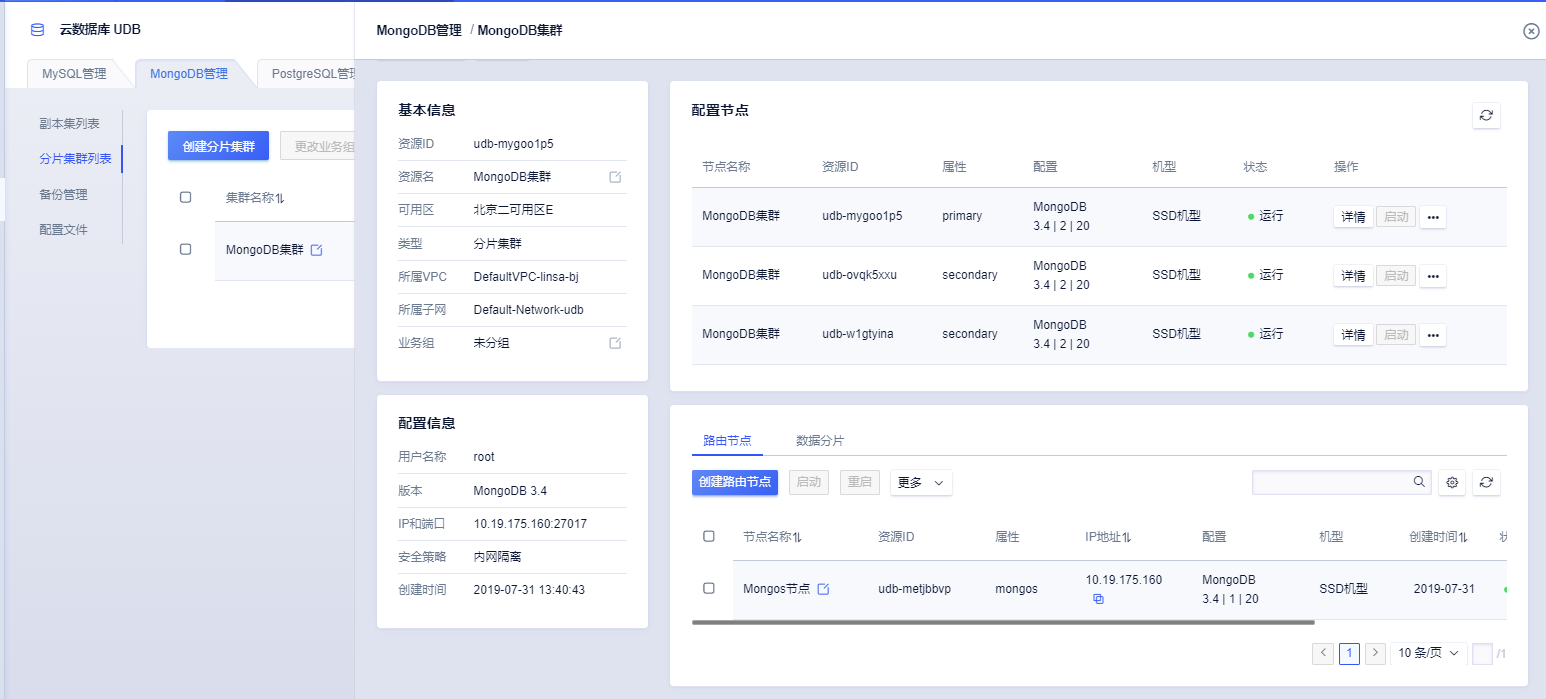 云数据库 UDB
MySQL管理
MongoDB管理
PostgreSQL管理
副本集列表
分片集群列表
备份管理
配置文件
创建分片集群
更改业务组
集群名称
MongoDB集群
MongoDB管理 / MongoDB集群
基本信息
资源ID udb-mygoo1p5
资源名 MongoDB集群
可用区 北京二可用区E
类型 分片集群
所属VPC DefaultVPC-linsa-bj
所属子网 Default-Network-udb
业务组 未分组
配置信息
用户名称 root
版本 MongoDB 3.4
IP和端口 10.19.175.160:27017
安全策略 内网隔离
创建时间 2019-07-31 13:40:43
配置节点
节点名称 资源ID 属性 配置 机型 状态 操作
MongoDB集群 udb-mygoo1p5 primary MongoDB 3.4 | 2 | 20 SSD机型 运行 详情 启动 •••
MongoDB集群 udb-ovqk5xxu secondary MongoDB 3.4 | 2 | 20 SSD机型 运行 详情 启动 •••
MongoDB集群 udb-w1gtyina secondary MongoDB 3.4 | 2 | 20 SSD机型 运行 详情 启动 •••
路由节点 数据分片
创建路由节点 启动 重启 更多
节点名称 资源ID 属性 IP地址 配置 机型 创建时间
Mongos节点 udb-metjbbvp mongos 10.19.175.160 MongoDB 3.4 | 1 | 20 SSD机型 2019-07-31
1 10 条/页 /1